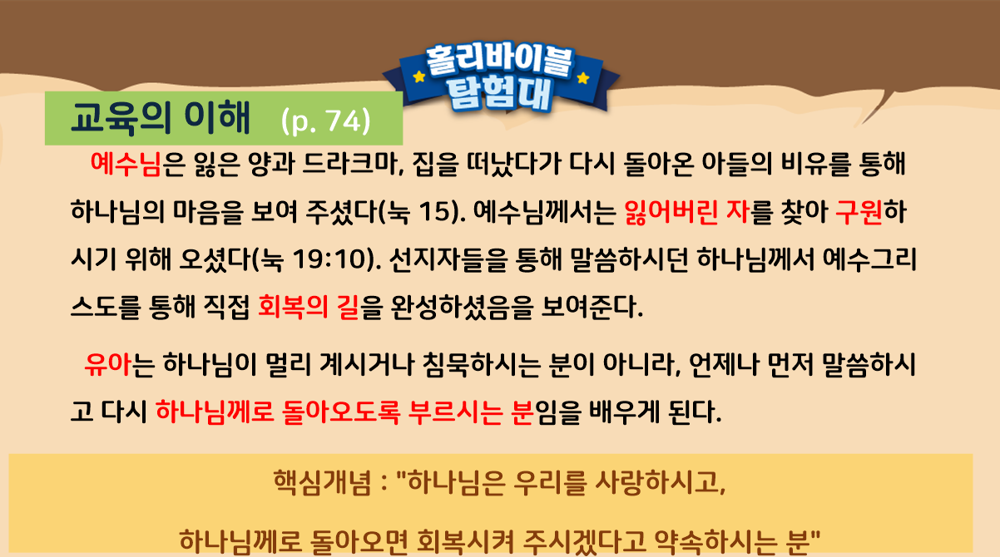 홀리바이블
탐험대
교육의 이해 (p. 74)
예수님은 잃은 양과 드라크마, 집을 떠났다가 다시 돌아온 아들의 비유를 통해
하나님의 마음을 보여 주셨다(눅 15). 예수님께서는 잃어버린 자를 찾아 구원하
시기 위해 오셨다(눅 19:10). 선지자들을 통해 말씀하시던 하나님께서 예수그리
스도를 통해 직접 회복의 길을 완성하셨음을 보여준다.
유아는 하나님이 멀리 계시거나 침묵하시는 분이 아니라, 언제나 먼저 말씀하시
고 다시 하나님께로 돌아오도록 부르시는 분임을 배우게 된다.
핵심개념 : "하나님은 우리를 사랑하시고,
하나님께로 돌아오면 회복시켜 주시겠다고 약속하시는 분"